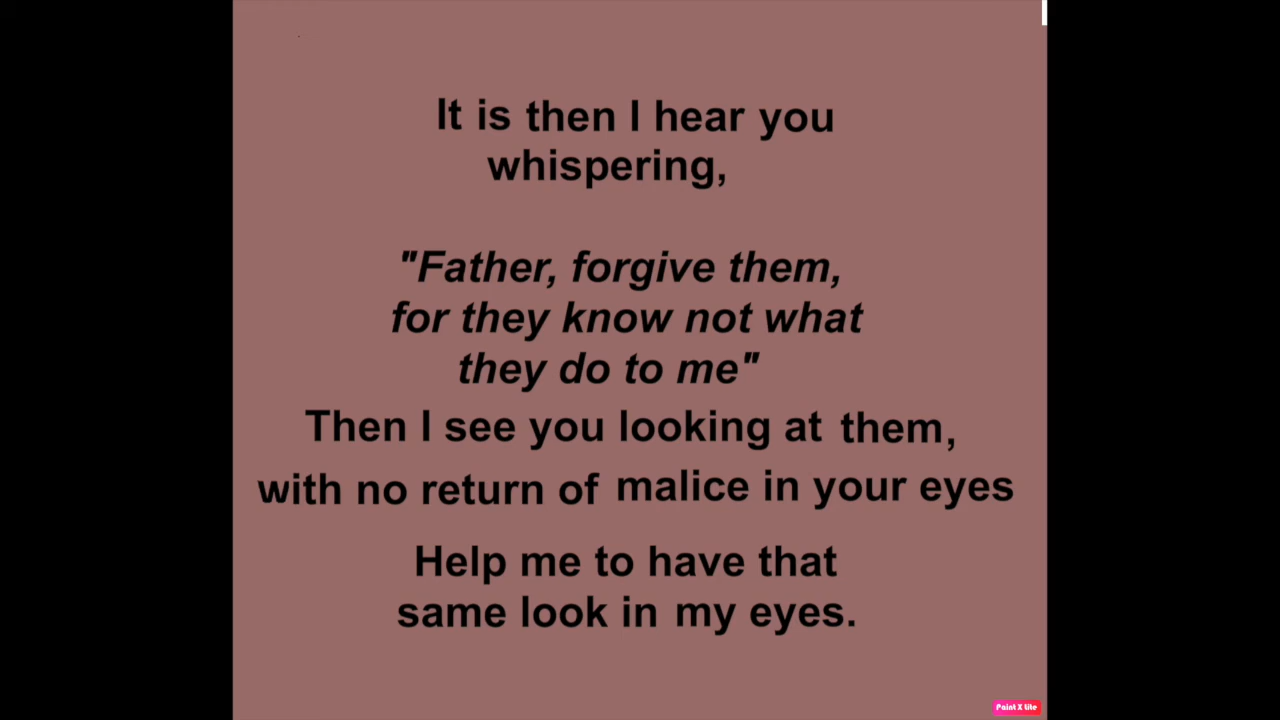 It is then I hear you
whispering,
"Father, forgive them,
for they know not what
they do to me"
Then I see you looking at them,
with no return of malice in your eyes
Help me to have that
same look in my eyes.
Paint X lite